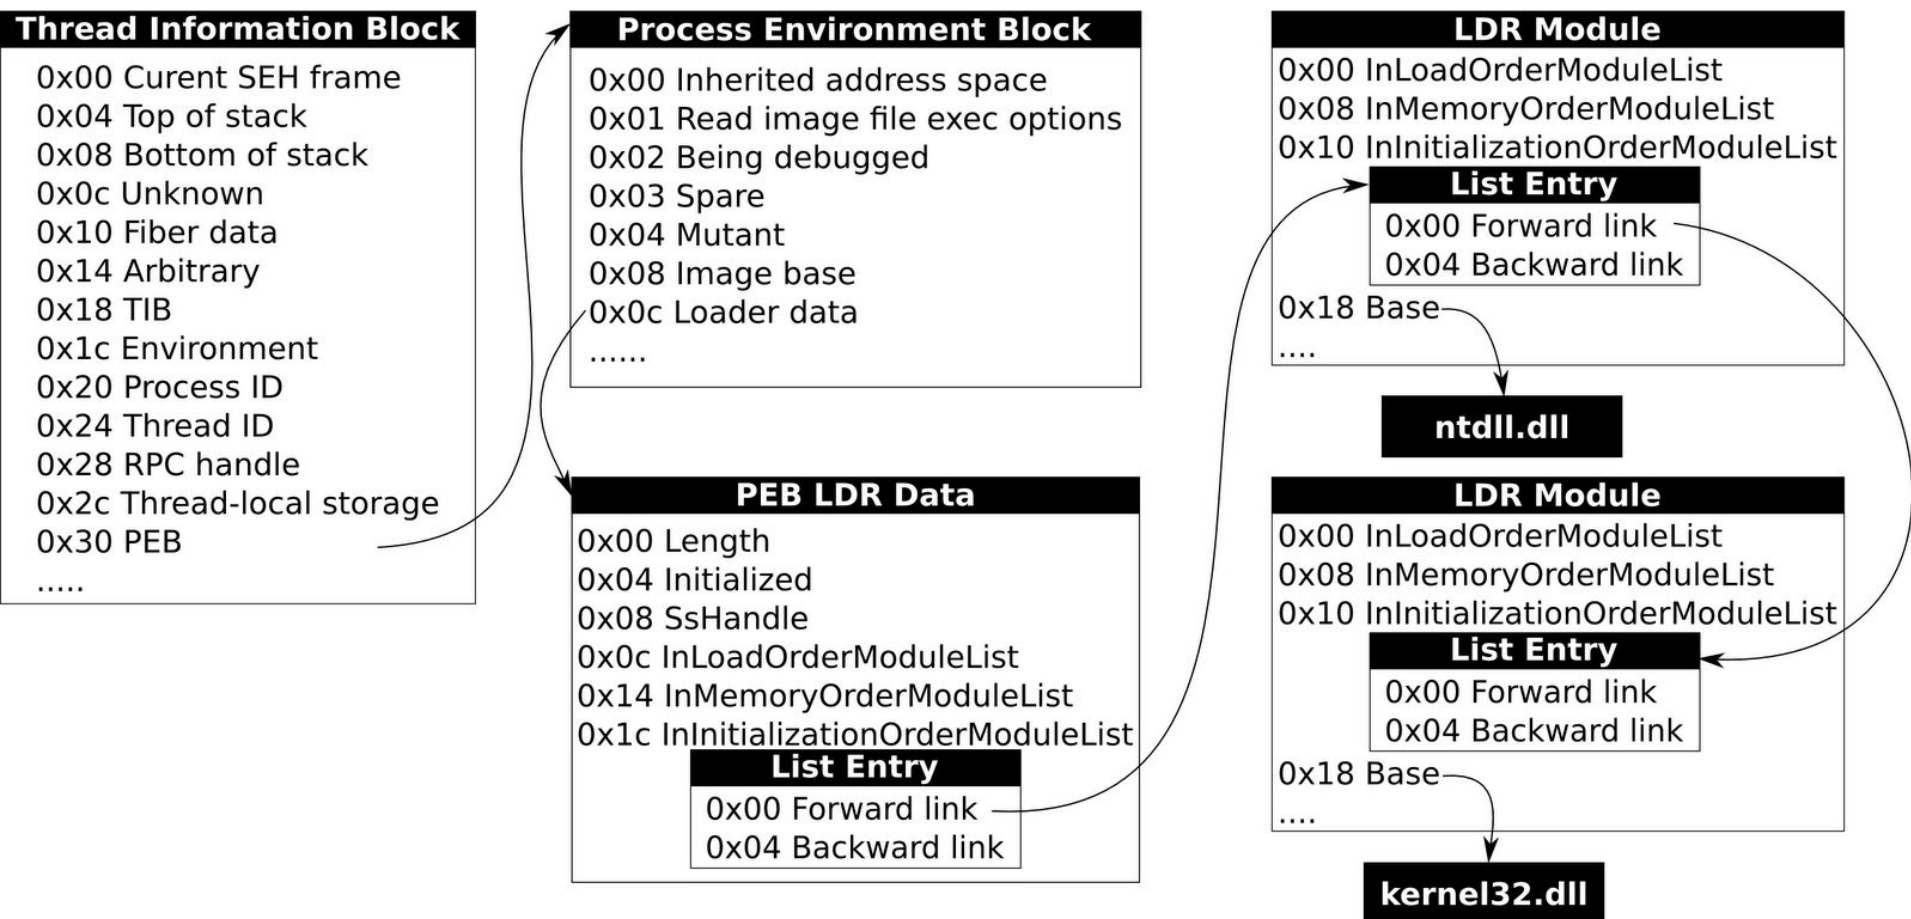 Thread Information Block
0x00 Curent SEH frame
0x04 Top of stack
0x08 Bottom of stack
0x0c Unknown
0x10 Fiber data
0x14 Arbitrary
0x18 TIB
0x1c Environment
0x20 Process ID
0x24 Thread ID
0x28 RPC handle
0x2c Thread-local storage
0x30 PEB
.....
Process Environment Block
0x00 Inherited address space
0x01 Read image file exec options
0x02 Being debugged
0x03 Spare
0x04 Mutant
0x08 Image base
0x0c Loader data
......
PEB LDR Data
0x00 Length
0x04 Initialized
0x08 SsHandle
0x0c InLoadOrderModuleList
0x14 InMemoryOrderModuleList
0x1c InInitializationOrderModuleList
List Entry
0x00 Forward link
0x04 Backward link
LDR Module
0x00 InLoadOrderModuleList
0x08 InMemoryOrderModuleList
0x10 InInitializationOrderModuleList
List Entry
0x00 Forward link
0x04 Backward link
0x18 Base
....
ntdll.dll
LDR Module
0x00 InLoadOrderModuleList
0x08 InMemoryOrderModuleList
0x10 InInitializationOrderModuleList
List Entry
0x00 Forward link
0x04 Backward link
0x18 Base
....
kernel32.dll